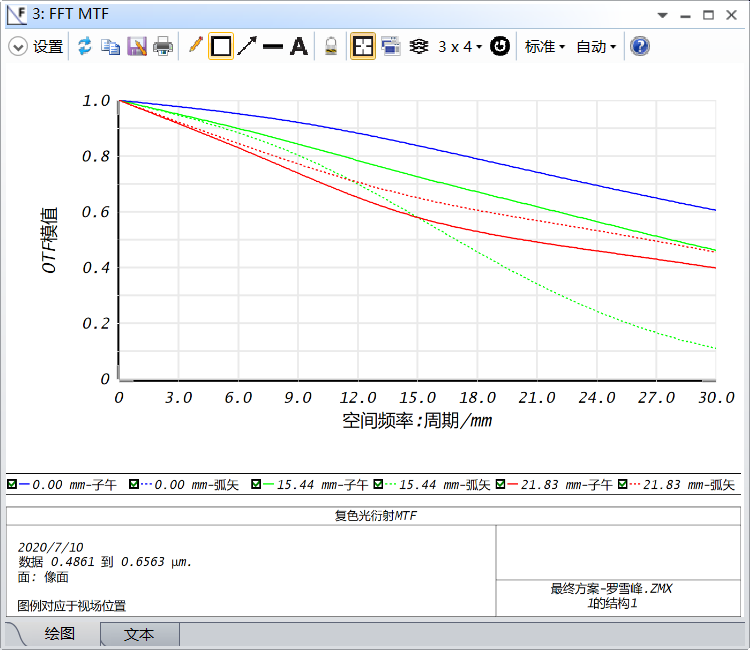 3: FFT MTF
设置 A 3 x 4 标准 自动
1.0
0.8
0.6
0.4
0.2
0
OTF模值
0 3.0 6.0 9.0 12.0 15.0 18.0 21.0 24.0 27.0 30.0
空间频率:周期/mm
0.00 mm-子午 0.00 mm-弧矢 15.44 mm-子午 15.44 mm-弧矢 21.83 mm-子午 21.83 mm-弧矢
复色光衍射MTF
2020/7/10
数据 0.4861 到 0.6563 µm.
面: 像面
图例对应于视场位置
最终方案-罗雪峰.ZMX
1的结构1
绘图 文本